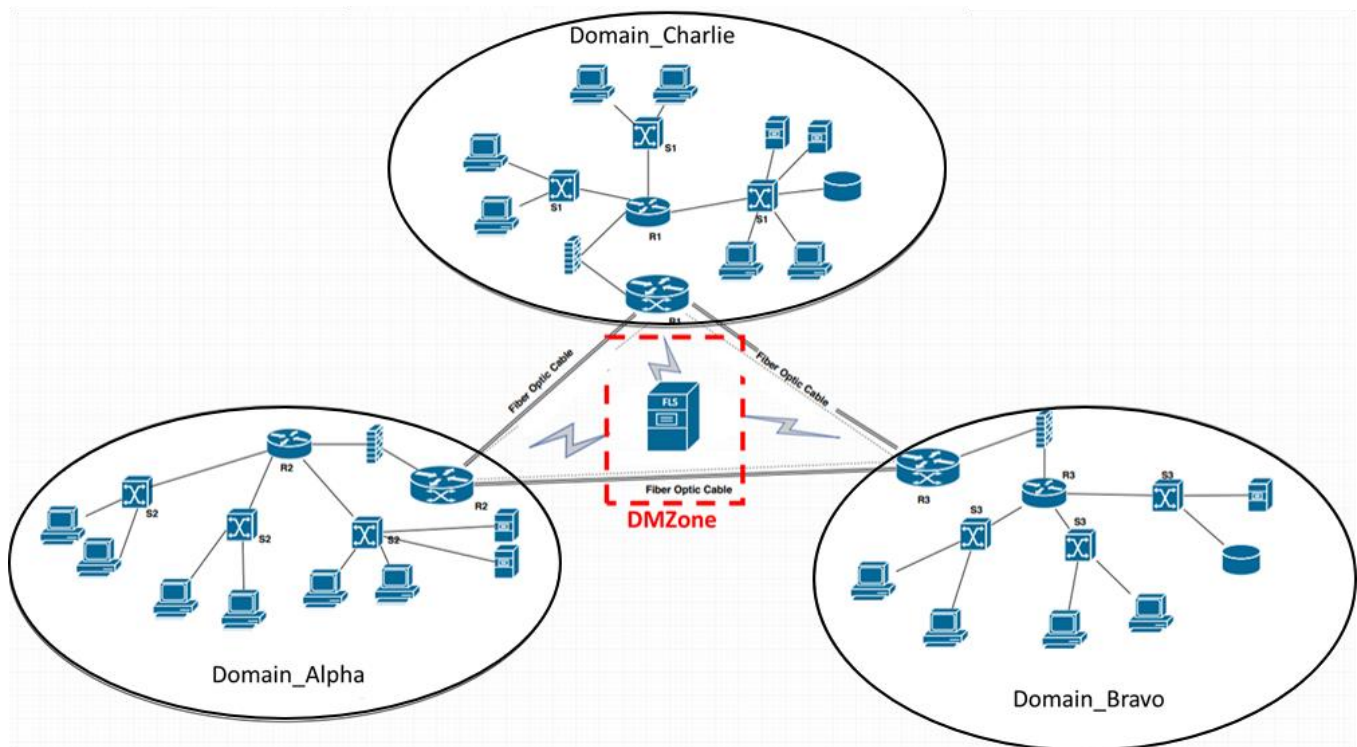 Domain_Charlie
S1
S1
S1
R1
R1
Fiber Optic Cable
Fiber Optic Cable
FLS
R2
R2
Fiber Optic Cable
R3
R3
S3
S2
DMZone
S3
S3
S2
S2
Domain_Alpha
Domain_Bravo